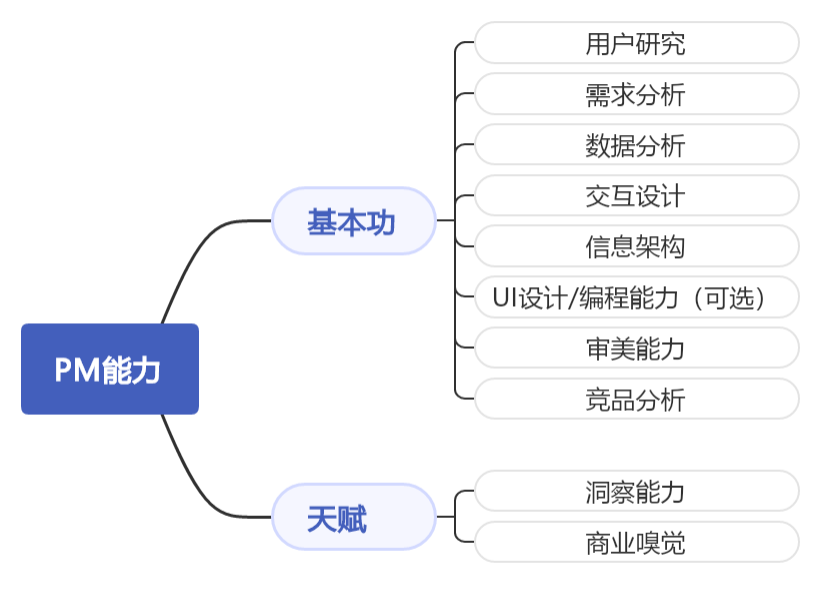 PM能力
基本功
用户研究
需求分析
数据分析
交互设计
信息架构
UI设计/编程能力（可选）
审美能力
竞品分析
天赋
洞察能力
商业嗅觉